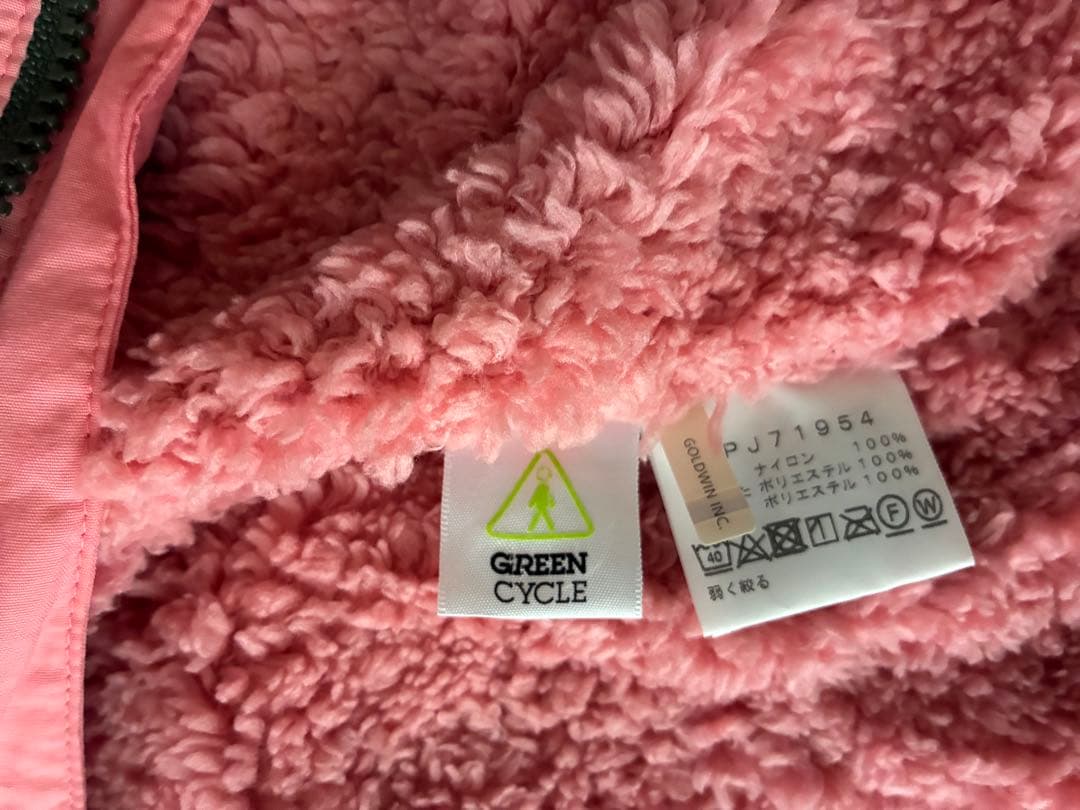 GREEN
CYCLE
GOLDWIN INC.
PJ71954
ナイロン 100%
ポリエステル 100%
ポリエステル 100%
40
F
W
弱く絞る